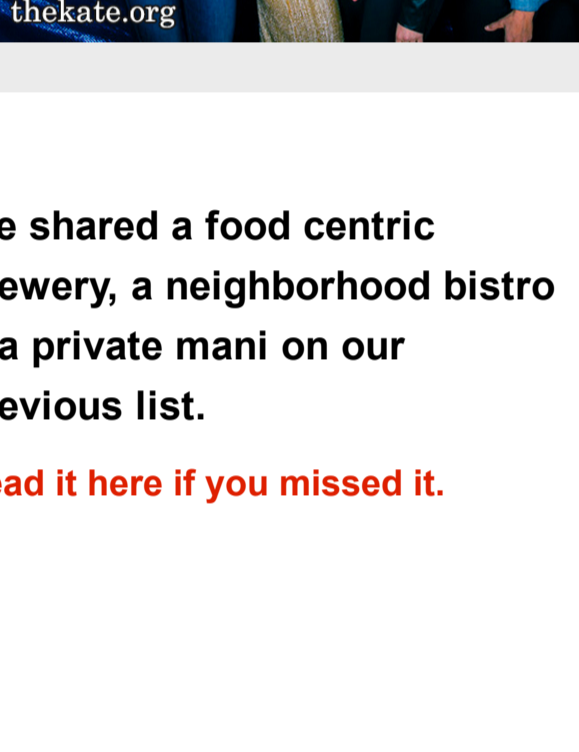 thekate.org
e shared a food centric
ewery, a neighborhood bistro
a private mani on our
evious list.
ead it here if you missed it.